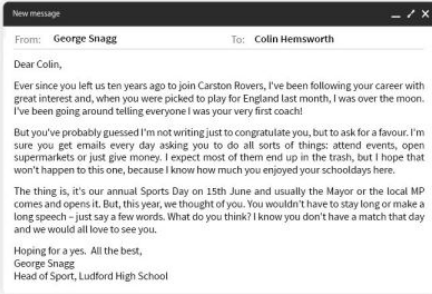 New message
From: George Snagg To: Colin Hemsworth
Dear Colin,
Ever since you left us ten years ago to join Carston Rovers, I've been following your career with
great interest and, when you were picked to play for England last month, I was over the moon.
I've been going around telling everyone I was your very first coach!
But you've probably guessed I'm not writing just to congratulate you, but to ask for a favour. I'm
sure you get emails every day asking you to do all sorts of things: attend events, open
supermarkets or just give money. I expect most of them end up in the trash, but I hope that
won't happen to this one, because I know how much you enjoyed your schooldays here.
The thing is, it's our annual Sports Day on 15th June and usually the Mayor or the local MP
comes and opens it. But, this year, we thought of you. You wouldn't have to stay long or make a
long speech – just say a few words. What do you think? I know you don't have a match that day
and we would all love to see you.
Hoping for a yes. All the best,
George Snagg
Head of Sport, Ludford High School